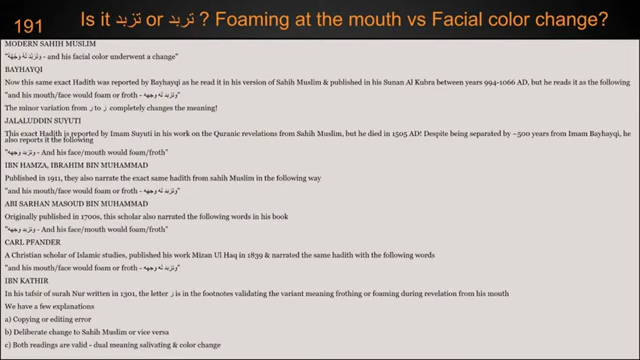 191
Is it تزبد or تربد ? Foaming at the mouth vs Facial color change?
MODERN SAHIH MUSLIM
"وَتَرَبَّدَ لَهُ وَجْهُهُ - and his facial color underwent a change"
BAYHAYQI
Now this same exact Hadith was reported by Bayhayqi as he read it in his version of Sahih Muslim & published in his Sunan Al Kubra between years 994-1066 AD, but he reads it as the following
"and his mouth/face would foam or froth - وتزبد له وجهه"
The minor variation from ر to ز completely changes the meaning!
JALALUDDIN SUYUTI
This exact Hadith is reported by Imam Suyuti in his work on the Quranic revelations from Sahih Muslim, but he died in 1505 AD! Despite being separated by ~500 years from Imam Bayhayqi, he
also reports it the following
"وتزبد وجهه - And his face/mouth would foam/froth"
IBN HAMZA, IBRAHIM BIN MUHAMMAD
Published in 1911, they also narrate the exact same hadith from sahih Muslim in the following way
"and his mouth/face would foam or froth - وتزبد له وجهه"
ABI SARHAN MASOUD BIN MUHAMMAD
Originally published in 1700s, this scholar also narrated the following words in his book
"وتزبد وجهه - And his face/mouth would foam/froth"
CARL PFANDER
A Christian scholar of Islamic studies, published his work Mizan Ul Haq in 1839 & narrated the same hadith with the following words
"and his mouth/face would foam or froth - وتزبد له وجهه"
IBN KATHIR
In his tafsir of surah Nur written in 1301, the letter ز is in the footnotes validating the variant meaning frothing or foaming during revelation from his mouth
We have a few explanations
a) Copying or editing error
b) Deliberate change to Sahih Muslim or vice versa
c) Both readings are valid - dual meaning salivating & color change